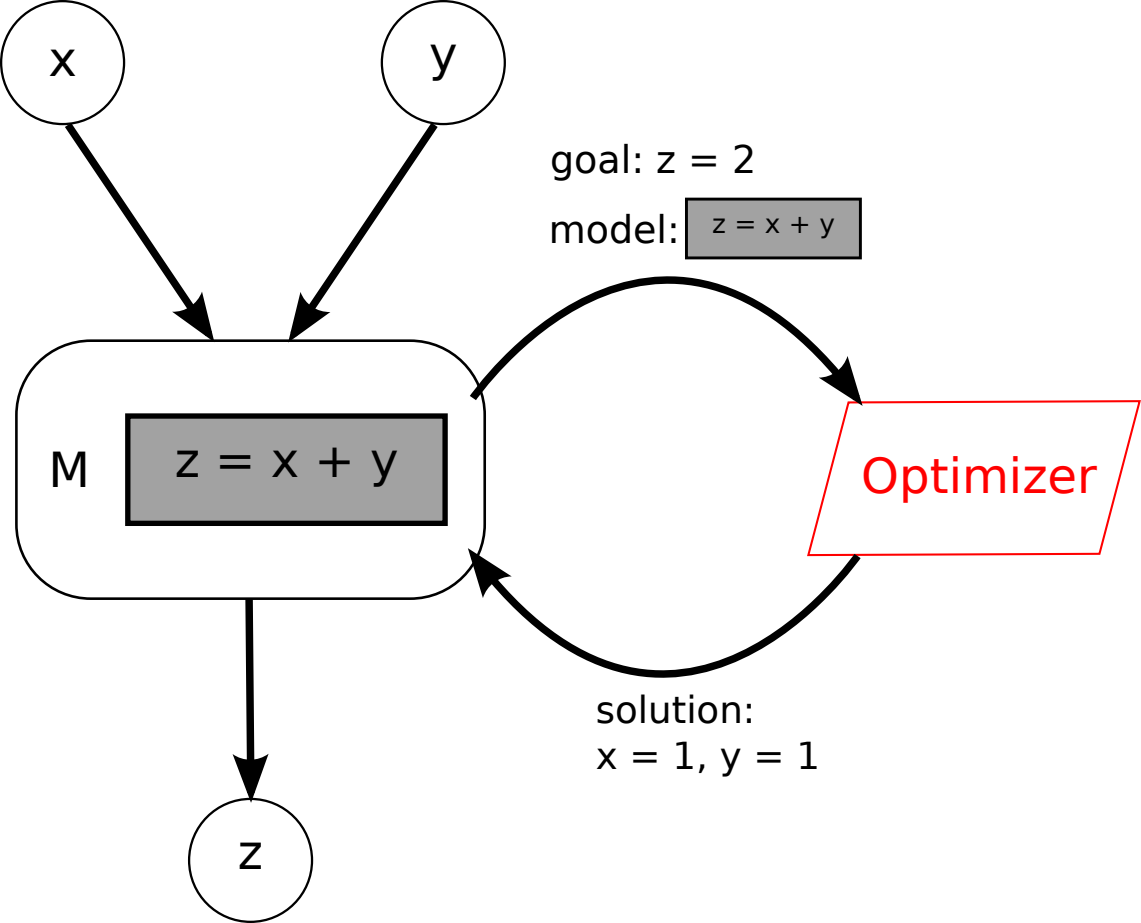 x
y
goal: z = 2
model: z = x + y
M z = x + y
Optimizer
solution:
x = 1, y = 1
z